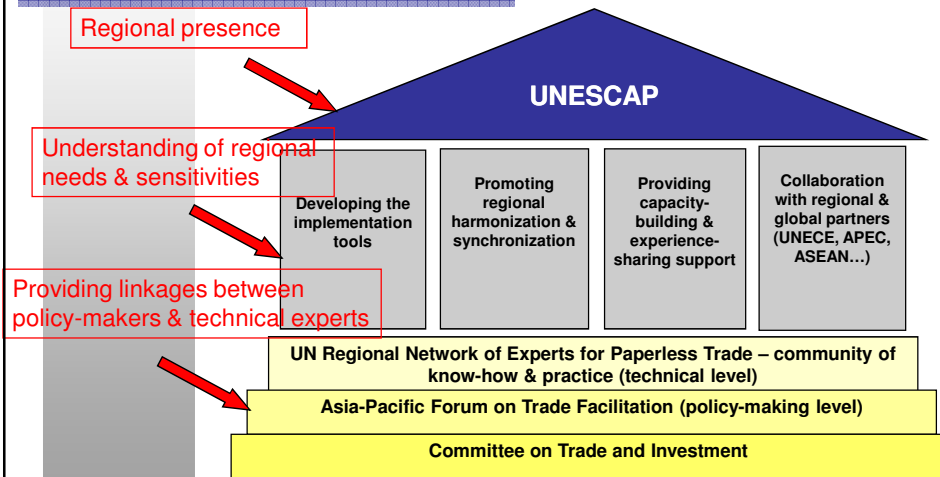 Regional presence
UNESCAP
Understanding of regional
needs & sensitivities
Developing the
implementation
tools
Promoting
regional
harmonization &
synchronization
Providing
capacity-
building &
experience-
sharing support
Collaboration
with regional &
global partners
(UNECE, APEC,
ASEAN…)
Providing linkages between
policy-makers & technical experts
UN Regional Network of Experts for Paperless Trade – community of
know-how & practice (technical level)
Asia-Pacific Forum on Trade Facilitation (policy-making level)
Committee on Trade and Investment